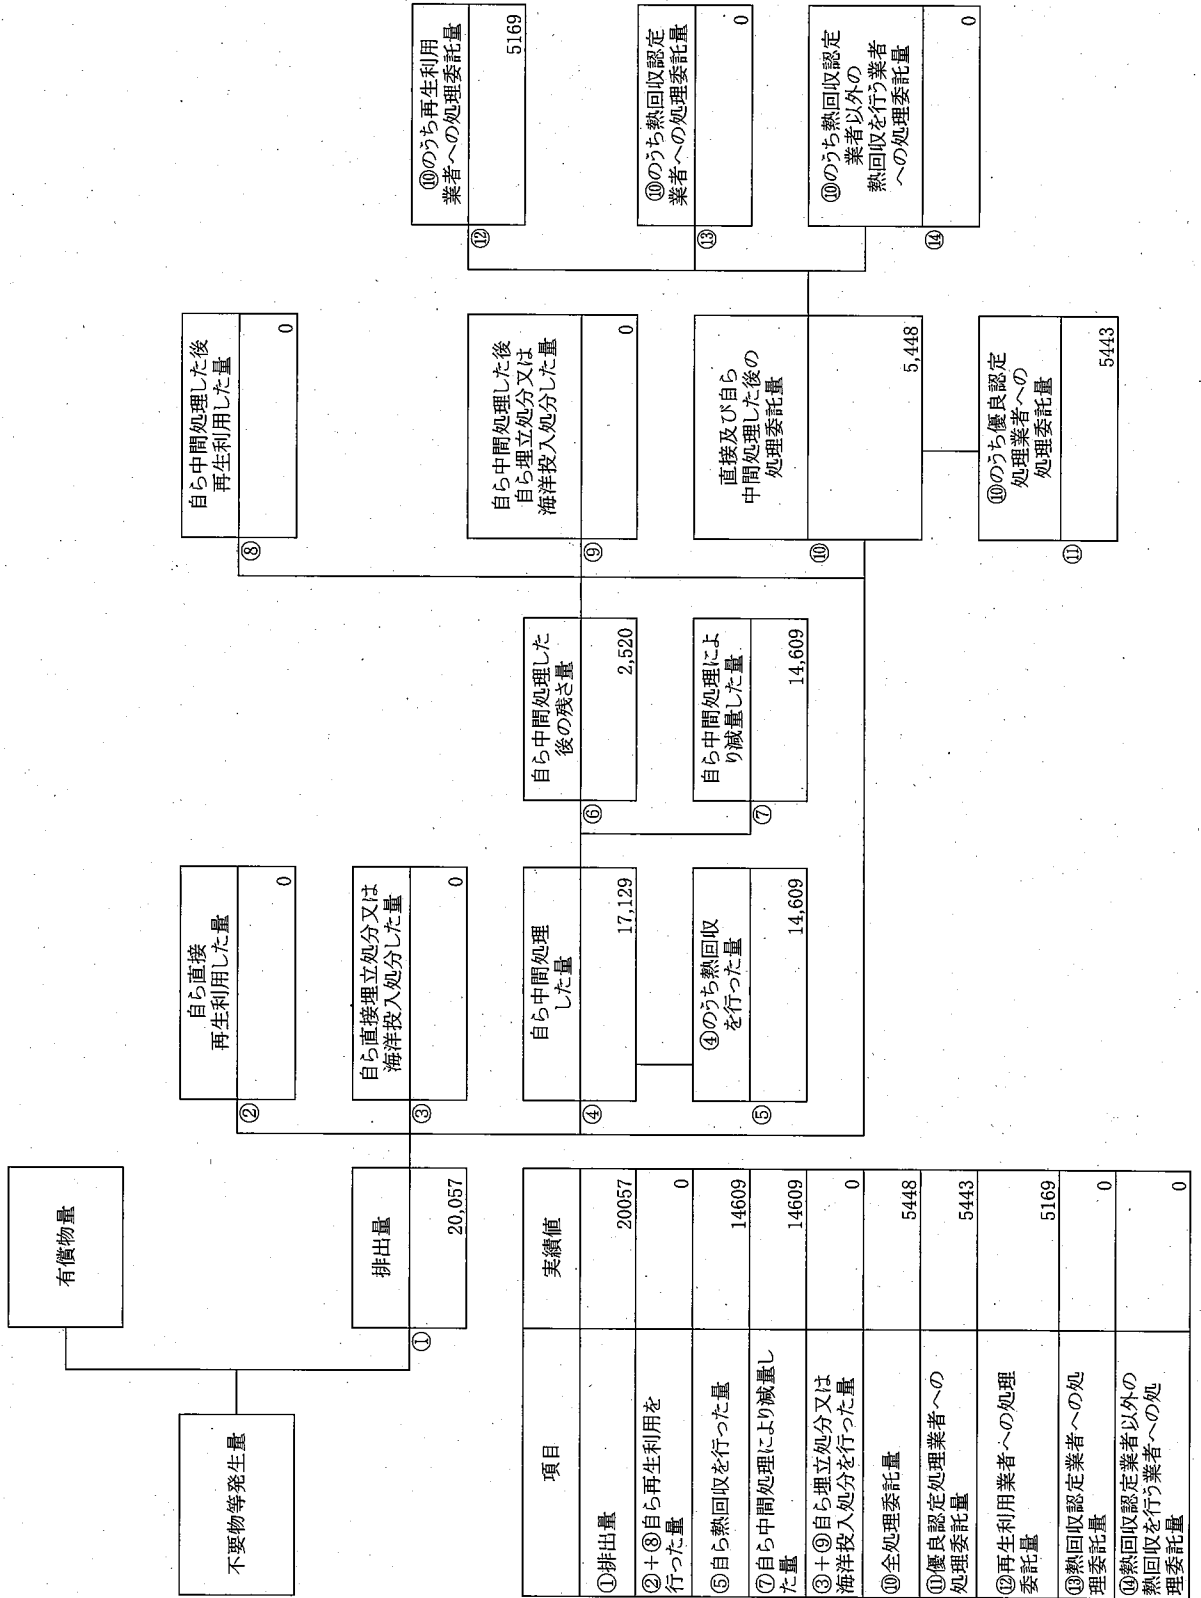 不要物等発生量
有償物量
①
排出量
20,057
②
自ら直接
再生利用した量
0
③
自ら直接埋立処分又は
海洋投入処分した量
0
④
自ら中間処理
した量
17,129
⑤
④のうち熱回収
を行った量
14,609
⑥
自ら中間処理した
後の残さ量
2,520
⑦
自ら中間処理によ
り減量した量
14,609
⑧
自ら中間処理した後
再生利用した量
0
⑨
自ら中間処理した後
自ら埋立処分又は
海洋投入処分した量
0
⑩
直接及び自ら
中間処理した後の
処理委託量
5,448
⑪
⑩のうち優良認定
処理業者への
処理委託量
5443
⑫
⑩のうち再生利用
業者への処理委託量
5169
⑬
⑩のうち熱回収認定
業者への処理委託量
0
⑭
⑩のうち熱回収認定
業者以外の
熱回収を行う業者
への処理委託量
0
項目 実績値
①排出量 20057
②+⑧自ら再生利用を
行った量 0
⑤自ら熱回収を行った量 14609
⑦自ら中間処理により減量し
た量 14609
③+⑨自ら埋立処分又は
海洋投入処分を行った量 0
⑩全処理委託量 5448
⑪優良認定処理業者への
処理委託量 5443
⑫再生利用業者への処理
委託量 5169
⑬熱回収認定業者への処
理委託量 0
⑭熱回収認定業者以外の
熱回収を行う業者への処
理委託量 0